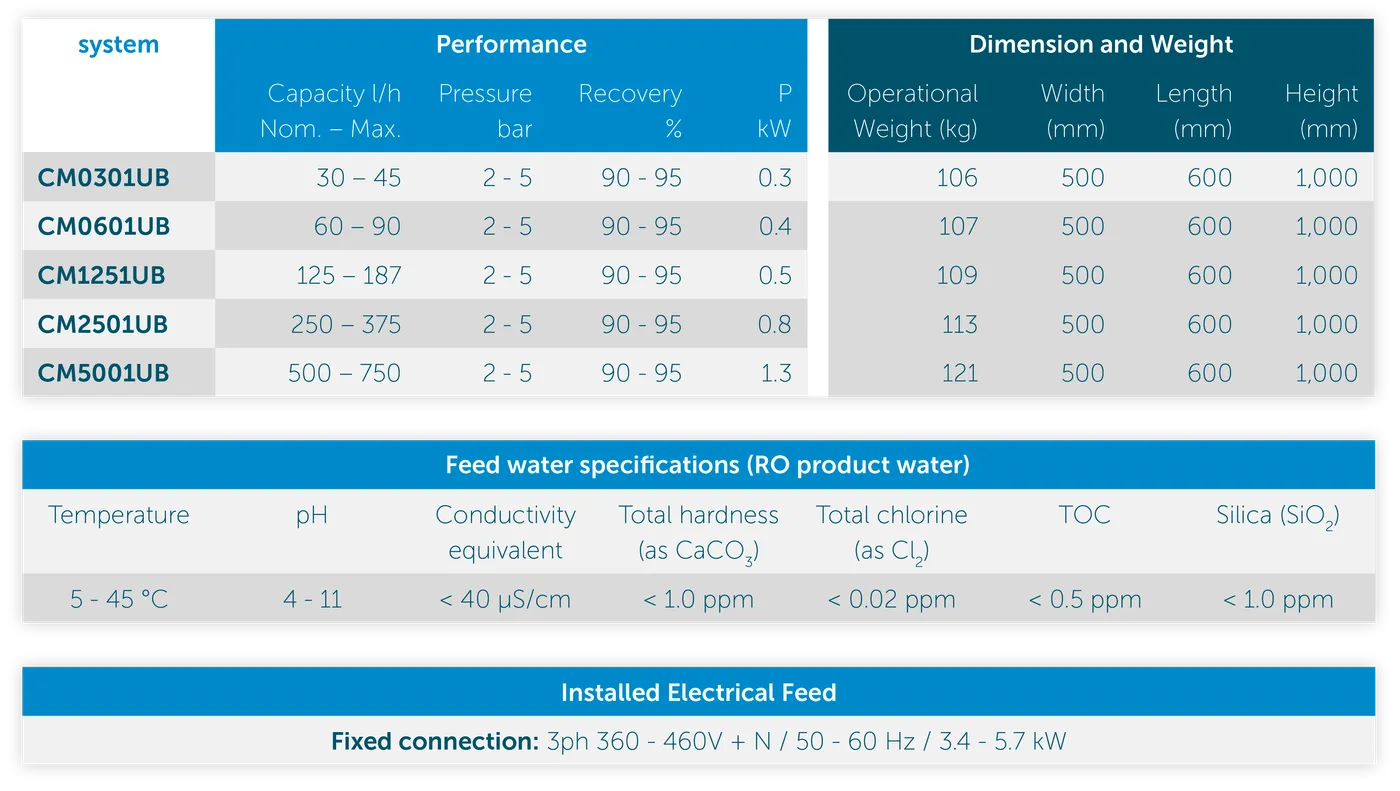 system Performance Dimension and Weight
Capacity l/h Pressure Recovery P Operational Width Length Height
Nom. – Max. bar % kW Weight (kg) (mm) (mm) (mm)
CM0301UB 30 – 45 2 - 5 90 - 95 0.3 106 500 600 1,000
CM0601UB 60 – 90 2 - 5 90 - 95 0.4 107 500 600 1,000
CM1251UB 125 – 187 2 - 5 90 - 95 0.5 109 500 600 1,000
CM2501UB 250 – 375 2 - 5 90 - 95 0.8 113 500 600 1,000
CM5001UB 500 – 750 2 - 5 90 - 95 1.3 121 500 600 1,000
Feed water specifications (RO product water)
Temperature pH Conductivity Total hardness Total chlorine TOC Silica (SiO₂)
equivalent (as CaCO₃) (as Cl₂)
5 - 45 °C 4 - 11 < 40 µS/cm < 1.0 ppm < 0.02 ppm < 0.5 ppm < 1.0 ppm
Installed Electrical Feed
Fixed connection: 3ph 360 - 460V + N / 50 - 60 Hz / 3.4 - 5.7 kW